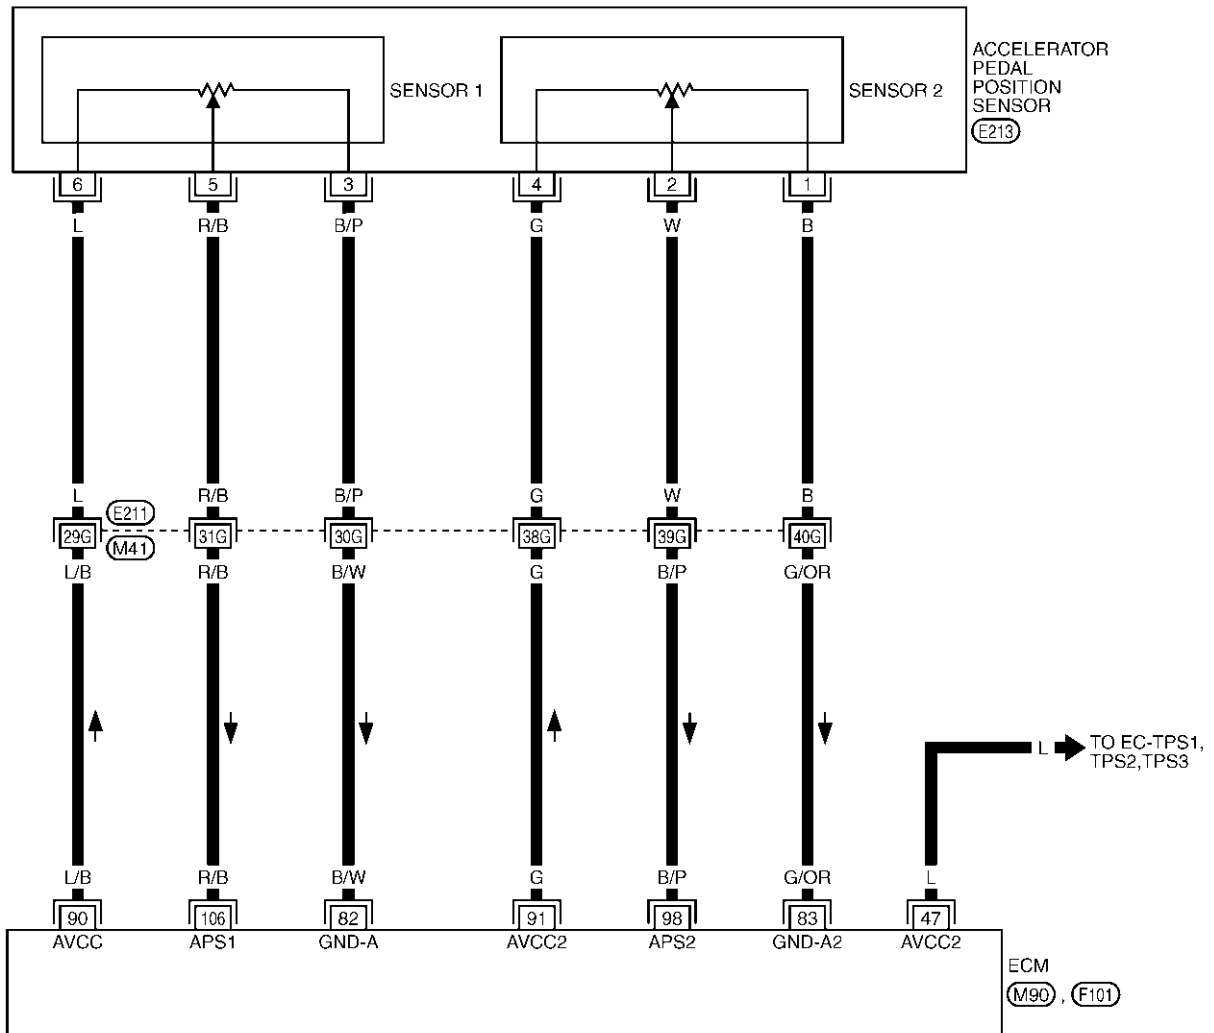 SENSOR 1
SENSOR 2
ACCELERATOR
PEDAL
POSITION
SENSOR
E213
6 5 3 4 2 1
L R/B B/P G W B
L R/B B/P G W B
E211
29G 31G 30G 38G 39G 40G
M41
L/B R/B B/W G B/P G/OR
L TO EC-TPS1,
TPS2,TPS3
L/B R/B B/W G B/P G/OR L
90 106 82 91 98 83 47
AVCC APS1 GND-A AVCC2 APS2 GND-A2 AVCC2
ECM
M90 , F101